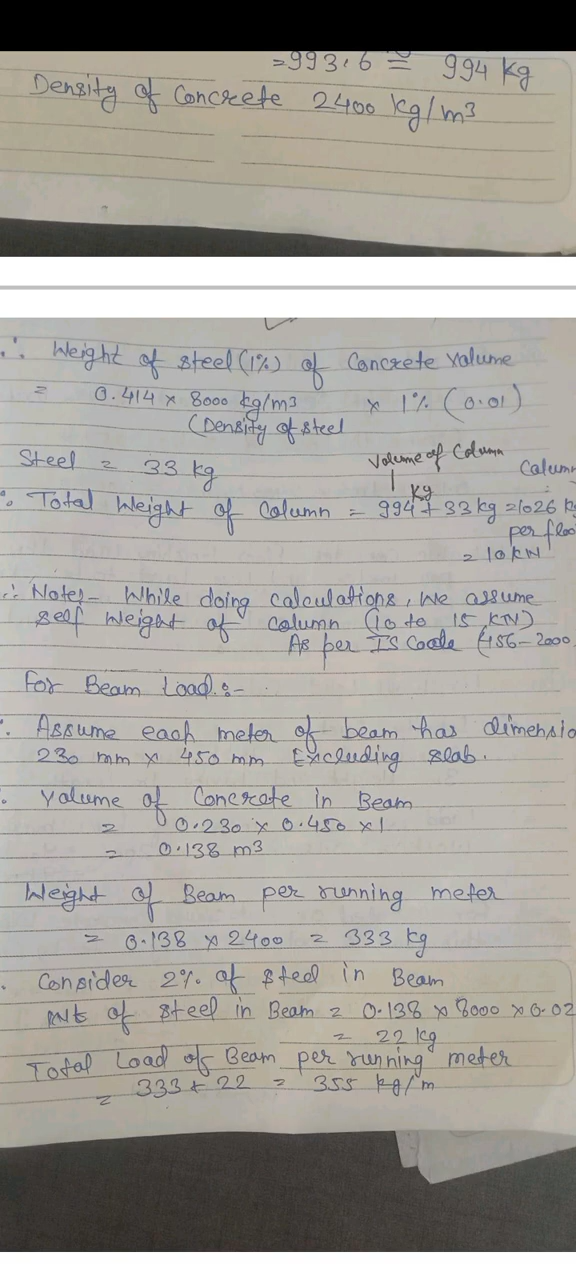 =993.6 = 994 kg
Density of Concrete 2400 kg/m3
∴ Weight of steel (1%) of Concrete volume
= 0.414 × 8000 kg/m3 × 1% (0.01)
(Density of steel
Volume of Column
Steel = 33 kg
Column
∴ Total Weight of Column = 994 kg + 33 kg = 1026 k
per floo
= 10 KN
∴ Note:- While doing calculations, we assume
self weight of column (10 to 15 KN)
As per IS Code (456-2000
For Beam Load:-
Assume each meter of beam has dimensio
230 mm × 450 mm Excluding slab.
Volume of Concrete in Beam
= 0.230 × 0.450 × 1
= 0.138 m3
Weight of Beam per running meter
= 0.138 × 2400 = 333 kg
Consider 2% of steel in Beam
Wt of steel in Beam = 0.138 × 8000 × 0.02
= 22 kg
Total Load of Beam per running meter
= 333 + 22 = 355 kg/m